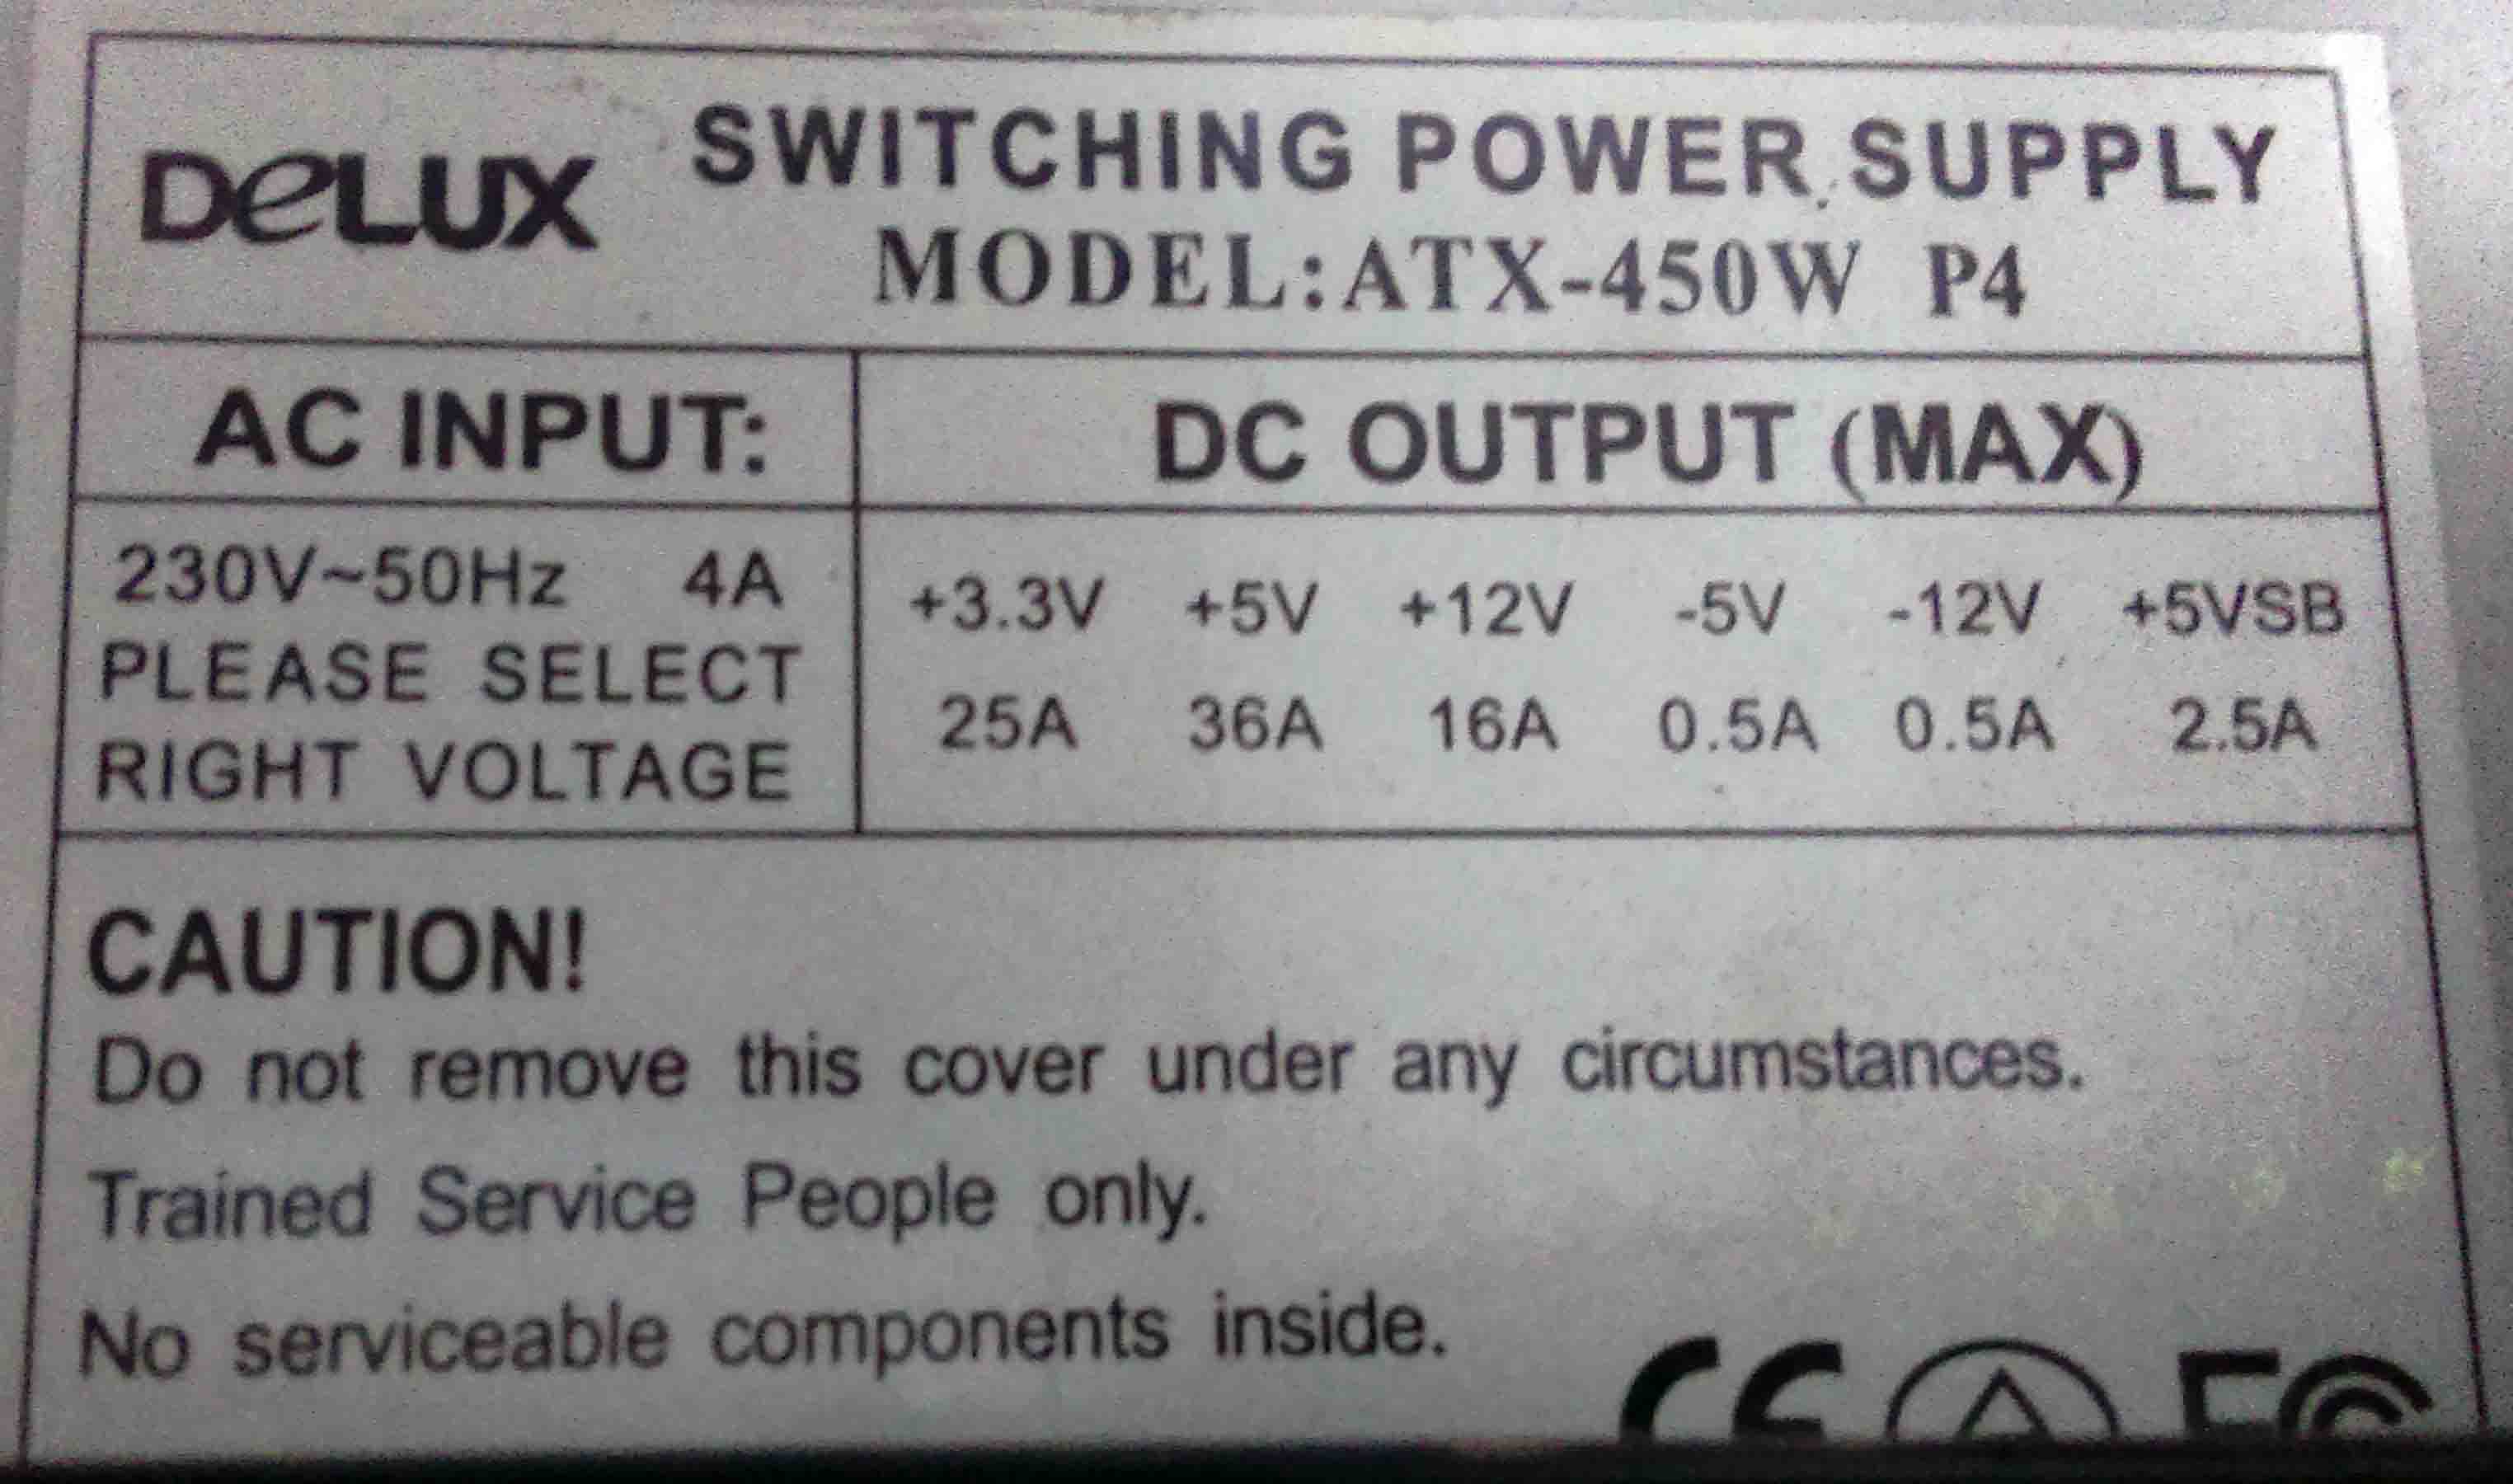 DeLUX SWITCHING POWER SUPPLY
MODEL:ATX-450W P4
AC INPUT: DC OUTPUT (MAX)
230V~50Hz 4A
PLEASE SELECT
RIGHT VOLTAGE
+3.3V +5V +12V -5V -12V +5VSB
25A 36A 16A 0.5A 0.5A 2.5A
CAUTION!
Do not remove this cover under any circumstances.
Trained Service People only.
No serviceable components inside.
CE FC